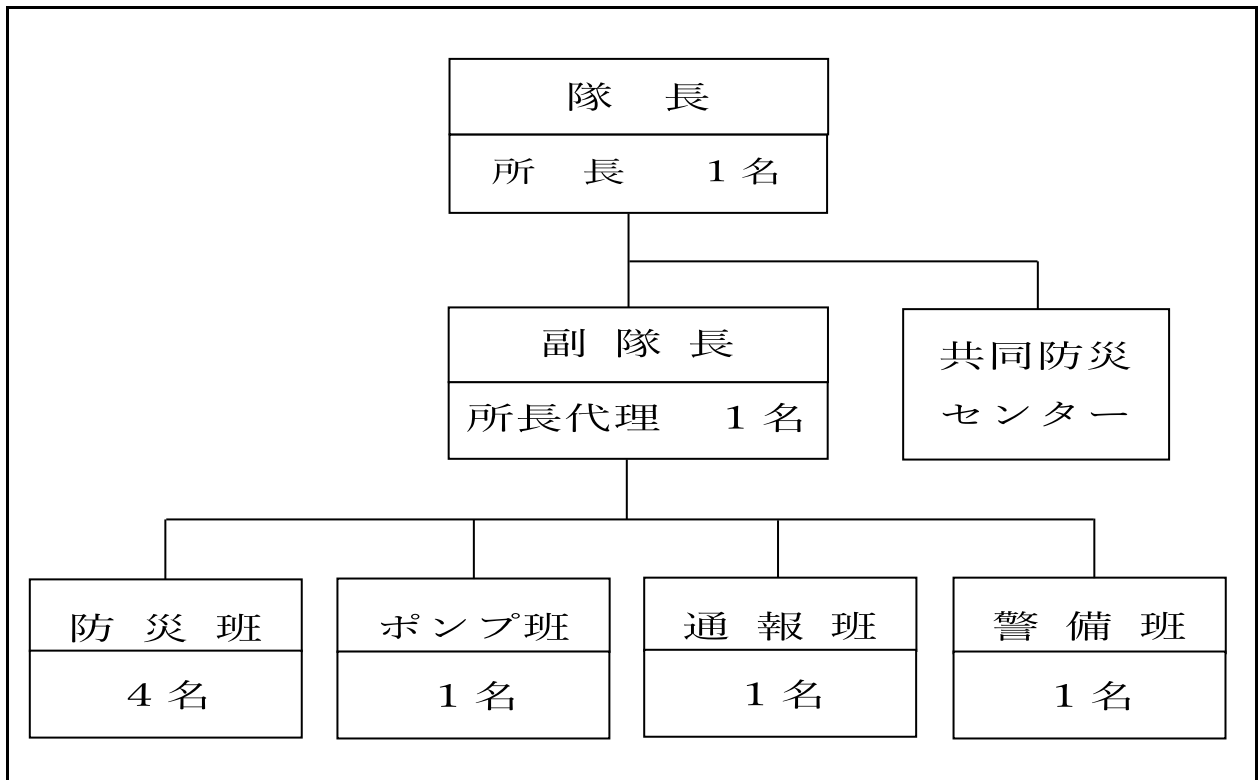 隊　長
所　長　　1 名
副 隊 長
所長代理　1 名
共同防災
センター
防 災 班
4 名
ポンプ班
1 名
通 報 班
1 名
警 備 班
1 名